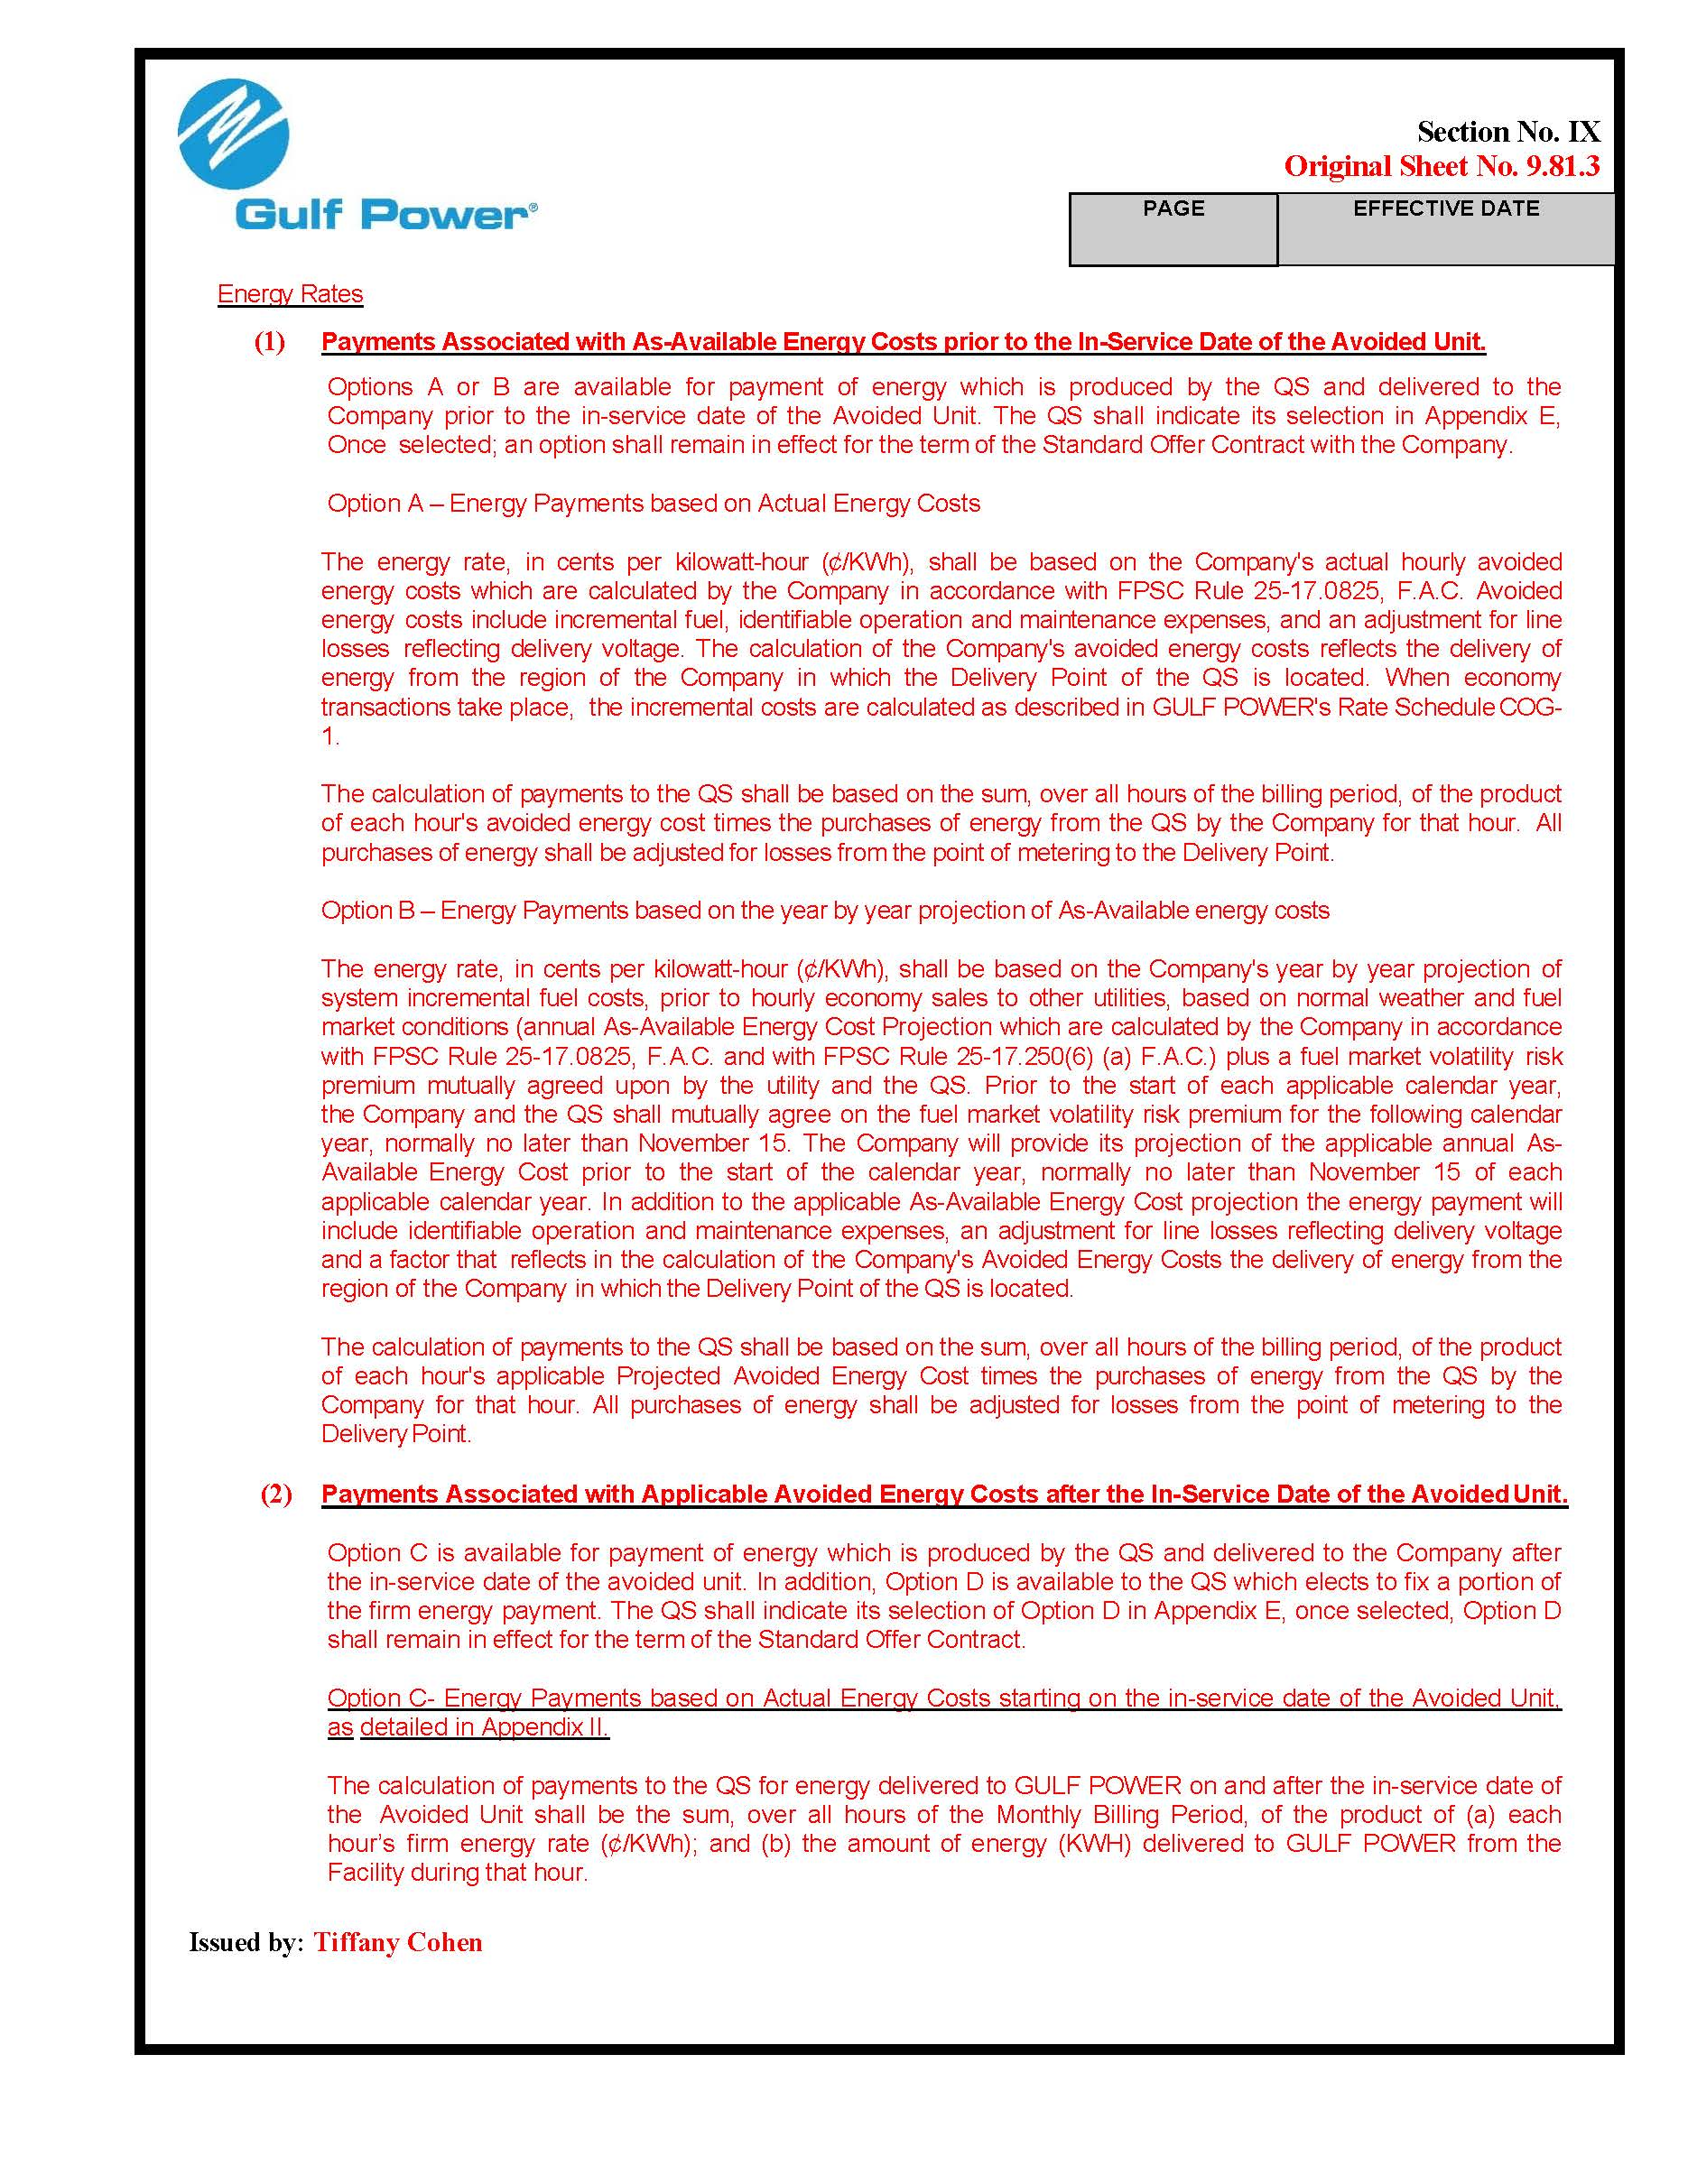 Gulf Power®
Section No. IX
Original Sheet No. 9.81.3
PAGE
EFFECTIVE DATE
Energy Rates
(1) Payments Associated with As-Available Energy Costs prior to the In-Service Date of the Avoided Unit.
Options A or B are available for payment of energy which is produced by the QS and delivered to the
Company prior to the in-service date of the Avoided Unit. The QS shall indicate its selection in Appendix E,
Once selected; an option shall remain in effect for the term of the Standard Offer Contract with the Company.
Option A – Energy Payments based on Actual Energy Costs
The energy rate, in cents per kilowatt-hour (¢/KWh), shall be based on the Company's actual hourly avoided
energy costs which are calculated by the Company in accordance with FPSC Rule 25-17.0825, F.A.C. Avoided
energy costs include incremental fuel, identifiable operation and maintenance expenses, and an adjustment for line
losses reflecting delivery voltage. The calculation of the Company's avoided energy costs reflects the delivery of
energy from the region of the Company in which the Delivery Point of the QS is located. When economy
transactions take place, the incremental costs are calculated as described in GULF POWER's Rate Schedule COG-
1.
The calculation of payments to the QS shall be based on the sum, over all hours of the billing period, of the product
of each hour's avoided energy cost times the purchases of energy from the QS by the Company for that hour. All
purchases of energy shall be adjusted for losses from the point of metering to the Delivery Point.
Option B – Energy Payments based on the year by year projection of As-Available energy costs
The energy rate, in cents per kilowatt-hour (¢/KWh), shall be based on the Company's year by year projection of
system incremental fuel costs, prior to hourly economy sales to other utilities, based on normal weather and fuel
market conditions (annual As-Available Energy Cost Projection which are calculated by the Company in accordance
with FPSC Rule 25-17.0825, F.A.C. and with FPSC Rule 25-17.250(6) (a) F.A.C.) plus a fuel market volatility risk
premium mutually agreed upon by the utility and the QS. Prior to the start of each applicable calendar year,
the Company and the QS shall mutually agree on the fuel market volatility risk premium for the following calendar
year, normally no later than November 15. The Company will provide its projection of the applicable annual As-
Available Energy Cost prior to the start of the calendar year, normally no later than November 15 of each
applicable calendar year. In addition to the applicable As-Available Energy Cost projection the energy payment will
include identifiable operation and maintenance expenses, an adjustment for line losses reflecting delivery voltage
and a factor that reflects in the calculation of the Company's Avoided Energy Costs the delivery of energy from the
region of the Company in which the Delivery Point of the QS is located.
The calculation of payments to the QS shall be based on the sum, over all hours of the billing period, of the product
of each hour's applicable Projected Avoided Energy Cost times the purchases of energy from the QS by the
Company for that hour. All purchases of energy shall be adjusted for losses from the point of metering to the
Delivery Point.
(2) Payments Associated with Applicable Avoided Energy Costs after the In-Service Date of the Avoided Unit.
Option C is available for payment of energy which is produced by the QS and delivered to the Company after
the in-service date of the avoided unit. In addition, Option D is available to the QS which elects to fix a portion of
the firm energy payment. The QS shall indicate its selection of Option D in Appendix E, once selected, Option D
shall remain in effect for the term of the Standard Offer Contract.
Option C- Energy Payments based on Actual Energy Costs starting on the in-service date of the Avoided Unit,
as detailed in Appendix II.
The calculation of payments to the QS for energy delivered to GULF POWER on and after the in-service date of
the Avoided Unit shall be the sum, over all hours of the Monthly Billing Period, of the product of (a) each
hour’s firm energy rate (¢/KWh); and (b) the amount of energy (KWH) delivered to GULF POWER from the
Facility during that hour.
Issued by: Tiffany Cohen